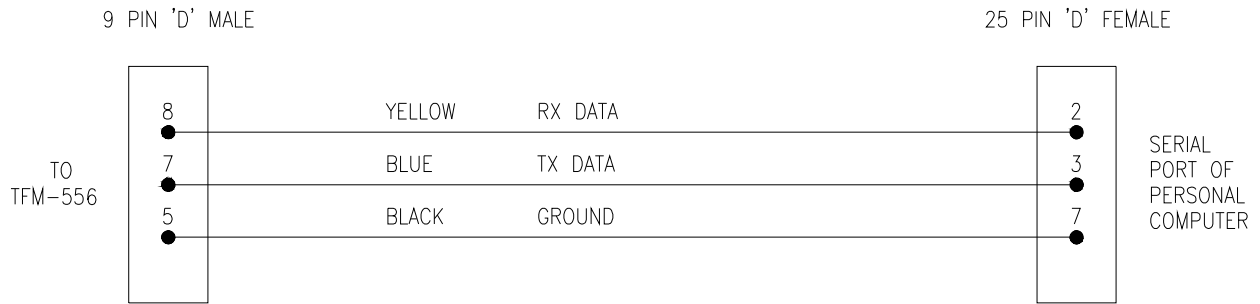 9 PIN 'D' MALE
25 PIN 'D' FEMALE
8 YELLOW RX DATA 2
7 BLUE TX DATA 3
5 BLACK GROUND 7
TO
TFM-556
SERIAL
PORT OF
PERSONAL
COMPUTER